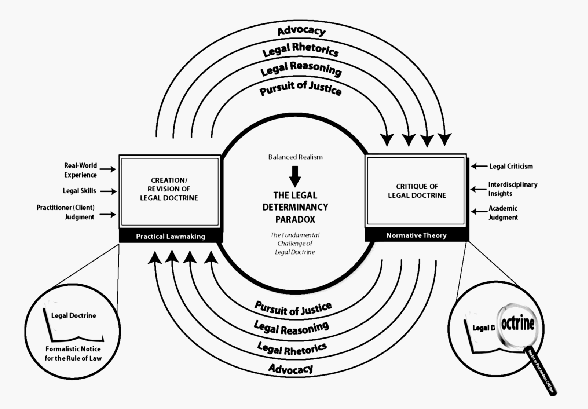 Advocacy
Legal Rhetorics
Legal Reasoning
Pursuit of Justice
Real-World
Experience
Legal Skills
Practitioner (Client)
Judgment
CREATION/
REVISION OF
LEGAL DOCTRINE
Practical Lawmaking
Balanced Realism
THE LEGAL
DETERMINANCY
PARADOX
The Fundamental
Challenge of
Legal Doctrine
CRITIQUE OF
LEGAL DOCTRINE
Normative Theory
Legal Criticism
Interdisciplinary
Insights
Academic
Judgment
Pursuit of Justice
Legal Reasoning
Legal Rhetorics
Advocacy
Legal Doctrine
Formalistic Notice
for the Rule of Law
Legal D octrine